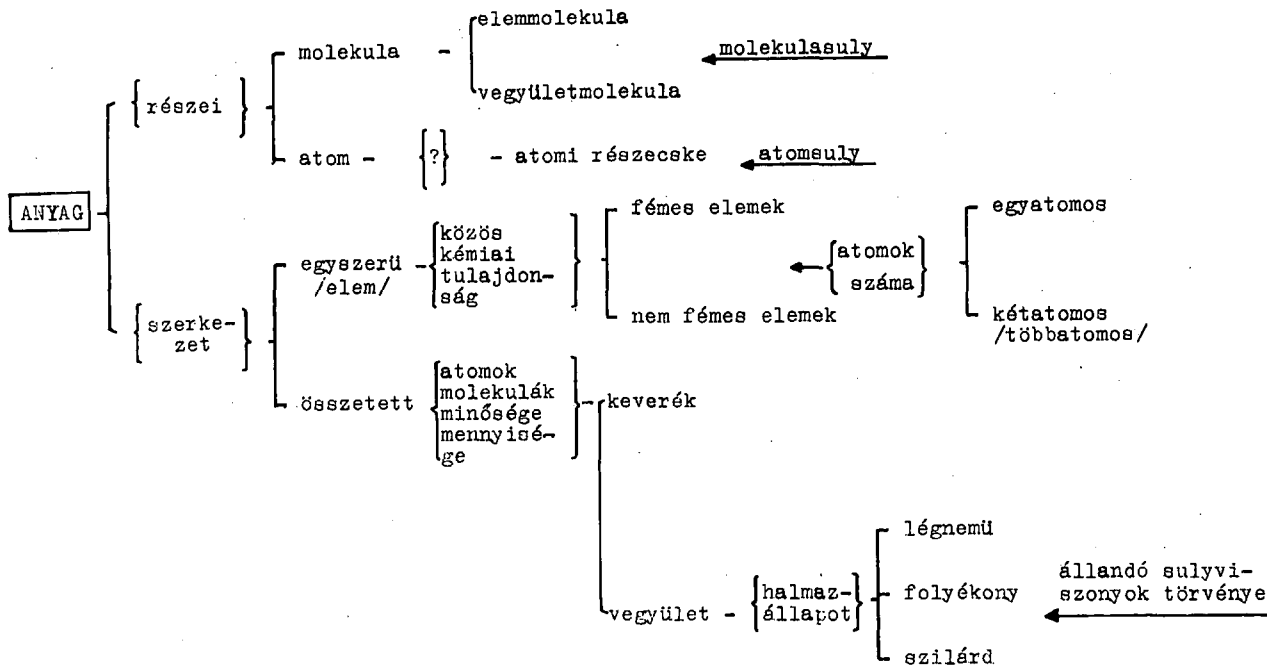 elemmolekula
molekula -
molekulasuly
vegyületmolekula
{részei}
atom - {?} - atomi részecske
atomsuly
ANYAG
fémes elemek
egyatomos
egyszerü -
/elem/
közös
kémiai
tulajdon-
ság
atomok
száma
nem fémes elemek
kétatomos
/többatomos/
{szerke-
zet}
összetett
atomok
molekulák
minősége
mennyisé-
ge
- keverék
légnemü
vegyület -
halmaz-
állapot
folyékony
állandó sulyvi-
szonyok törvénye
szilárd